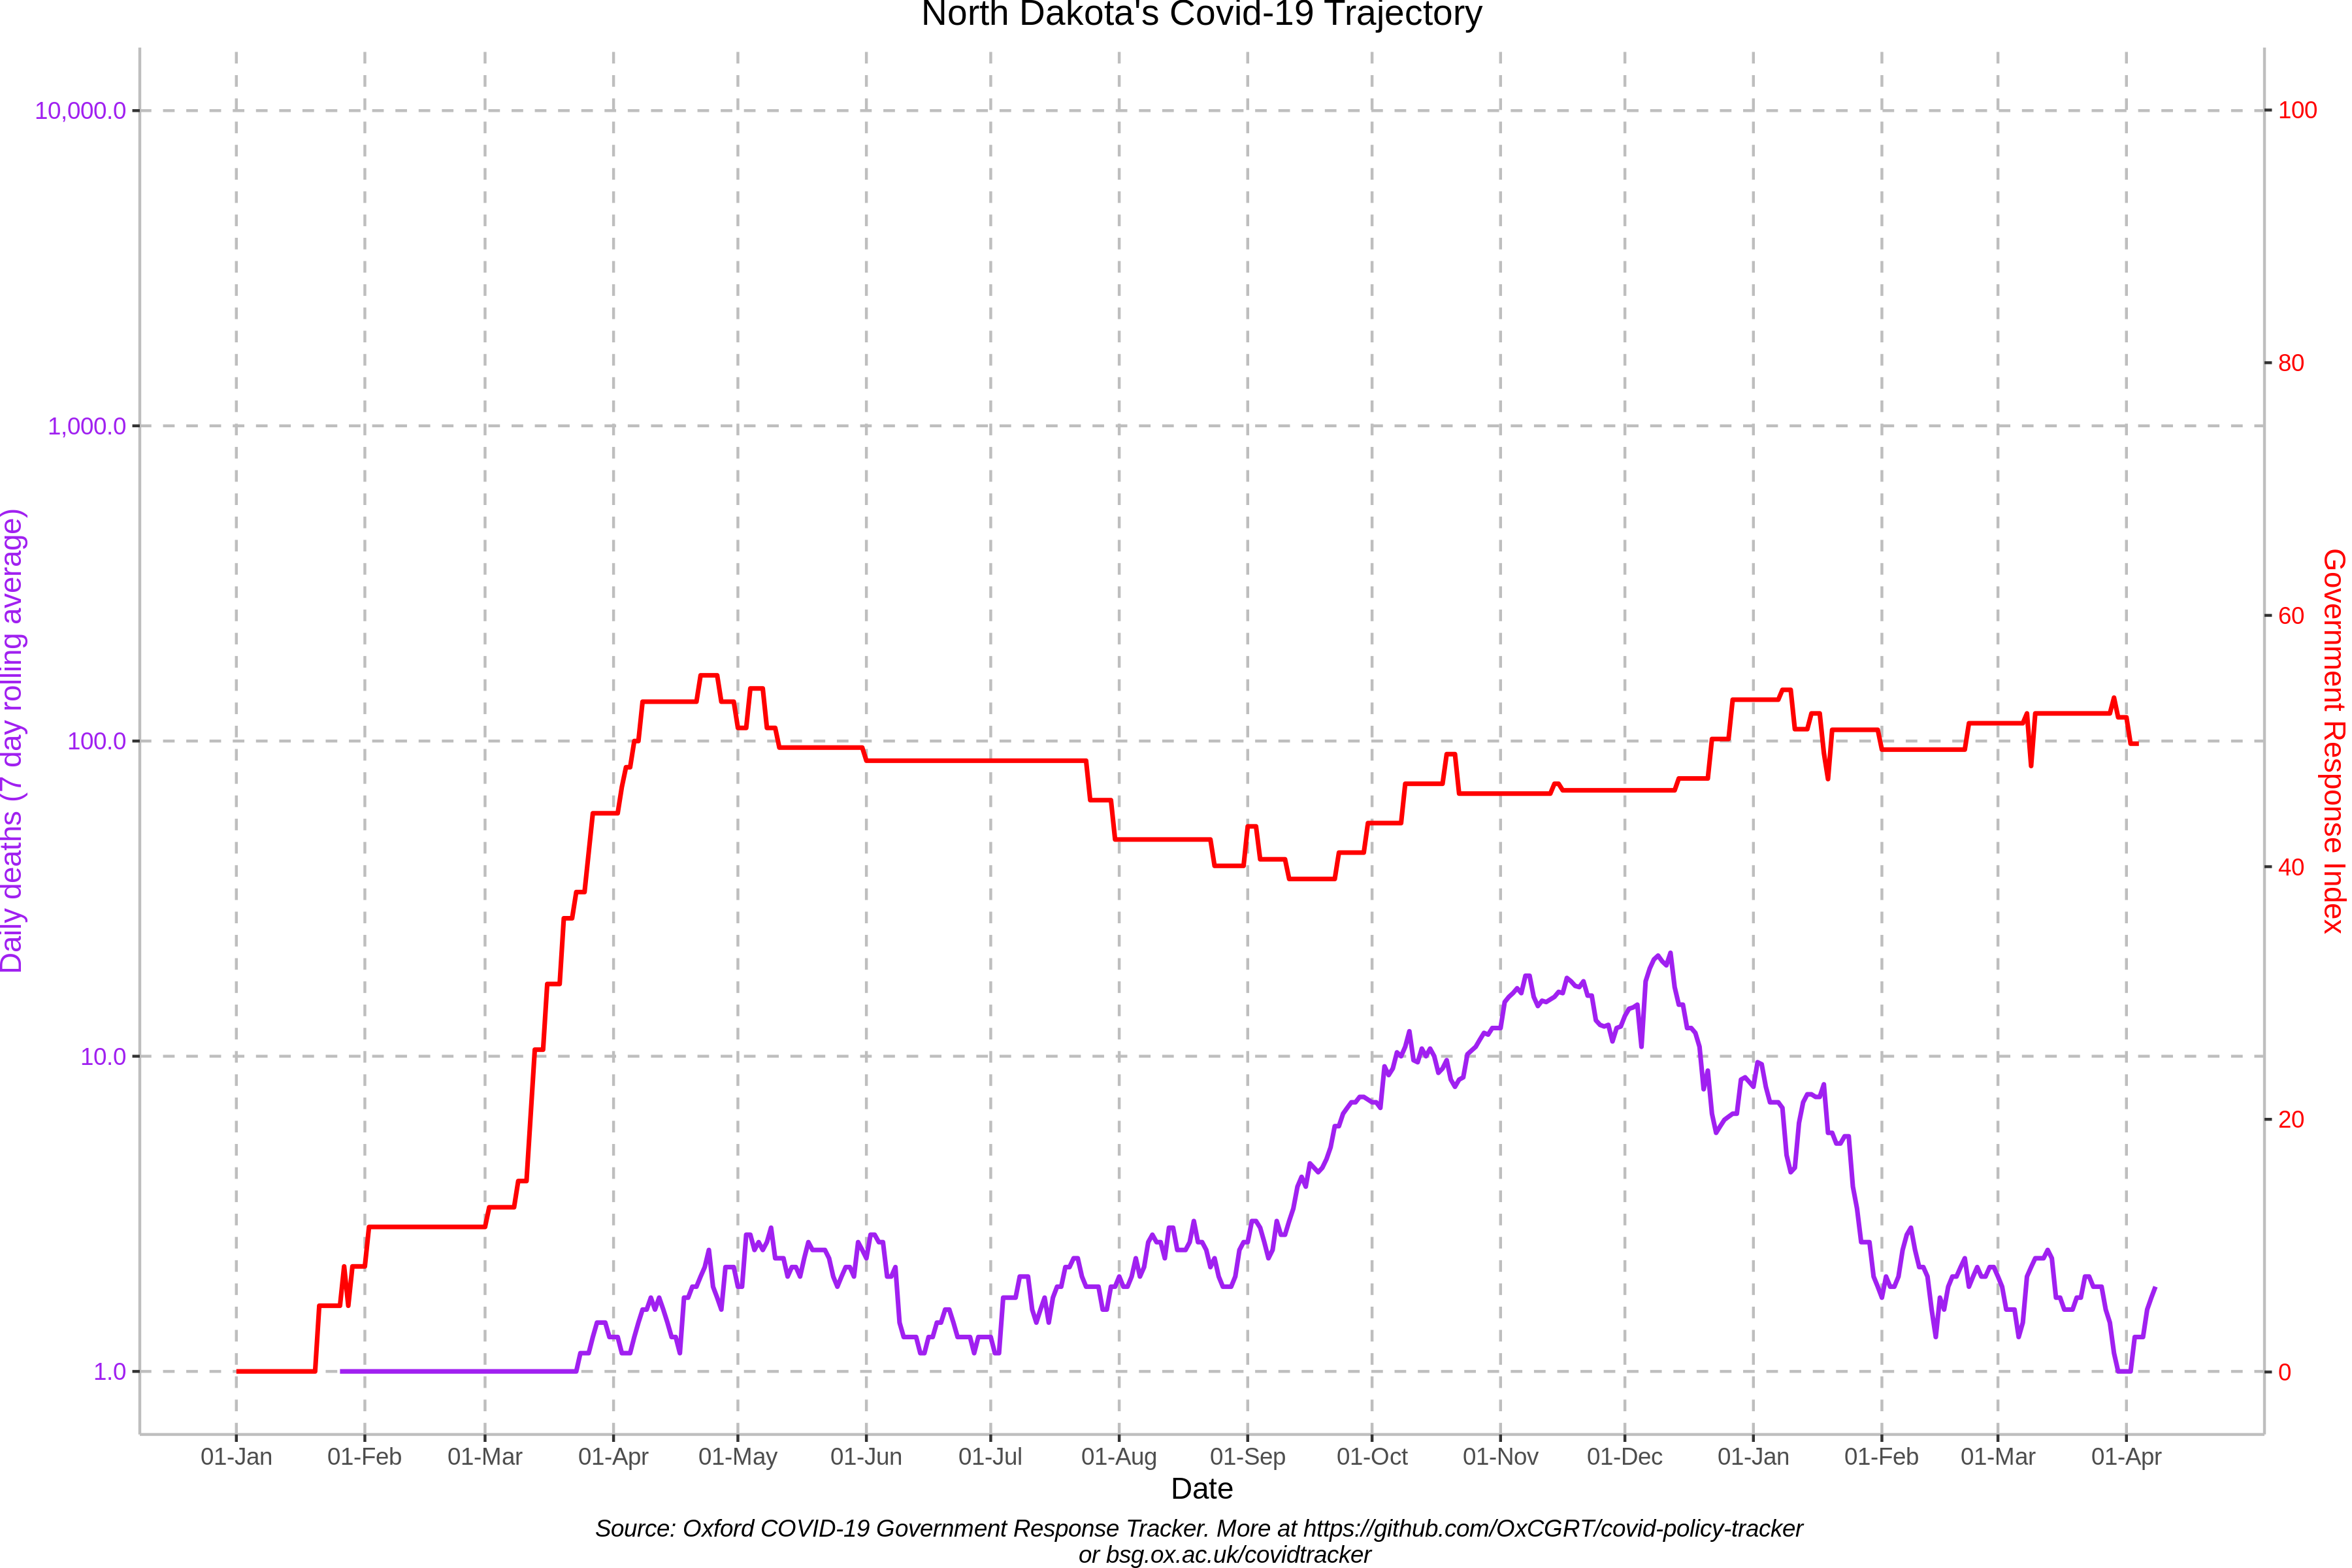 North Dakota's Covid-19 Trajectory
10,000.0
1,000.0
100.0
10.0
1.0
Daily deaths (7 day rolling average)
100
80
60
40
20
0
Government Response Index
01-Jan 01-Feb 01-Mar 01-Apr 01-May 01-Jun 01-Jul 01-Aug 01-Sep 01-Oct 01-Nov 01-Dec 01-Jan 01-Feb 01-Mar 01-Apr
Date
Source: Oxford COVID-19 Government Response Tracker. More at https://github.com/OxCGRT/covid-policy-tracker
or bsg.ox.ac.uk/covidtracker